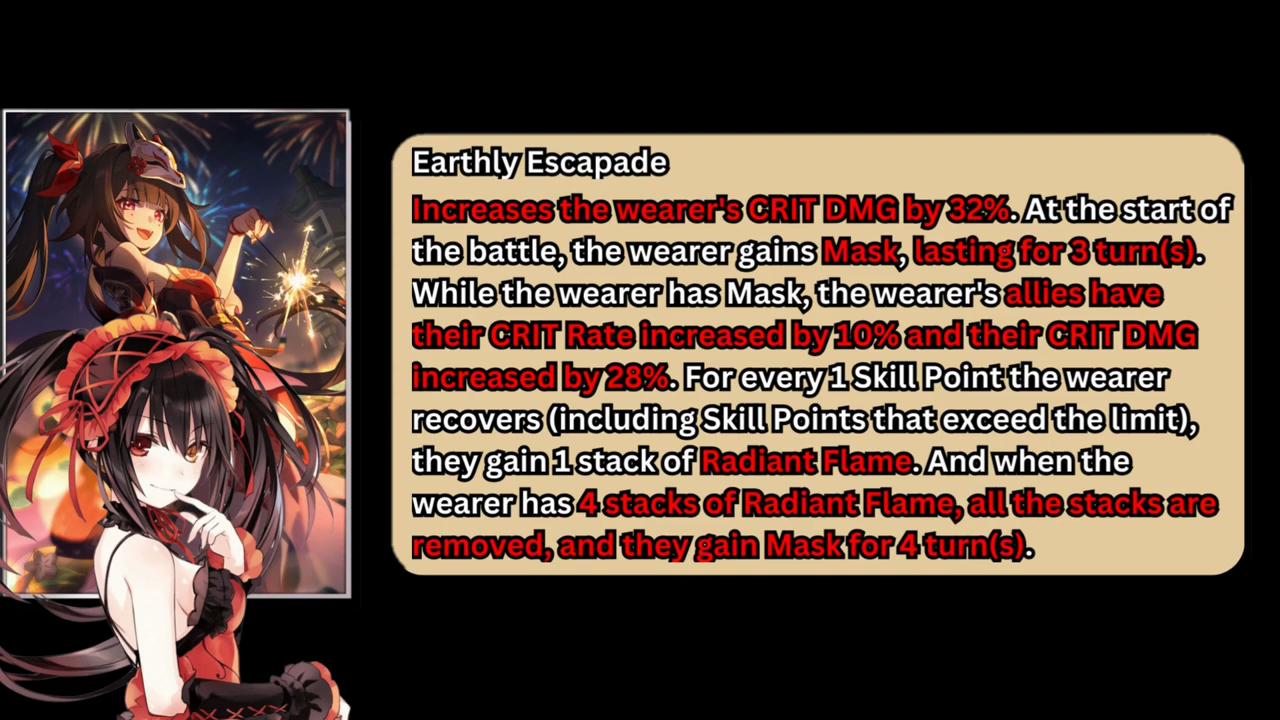 Earthly Escapade
Increases the wearer's CRIT DMG by 32%. At the start of
the battle, the wearer gains Mask, lasting for 3 turn(s).
While the wearer has Mask, the wearer's allies have
their CRIT Rate increased by 10% and their CRIT DMG
increased by 28%. For every 1 Skill Point the wearer
recovers (including Skill Points that exceed the limit),
they gain 1 stack of Radiant Flame. And when the
wearer has 4 stacks of Radiant Flame, all the stacks are
removed, and they gain Mask for 4 turn(s).